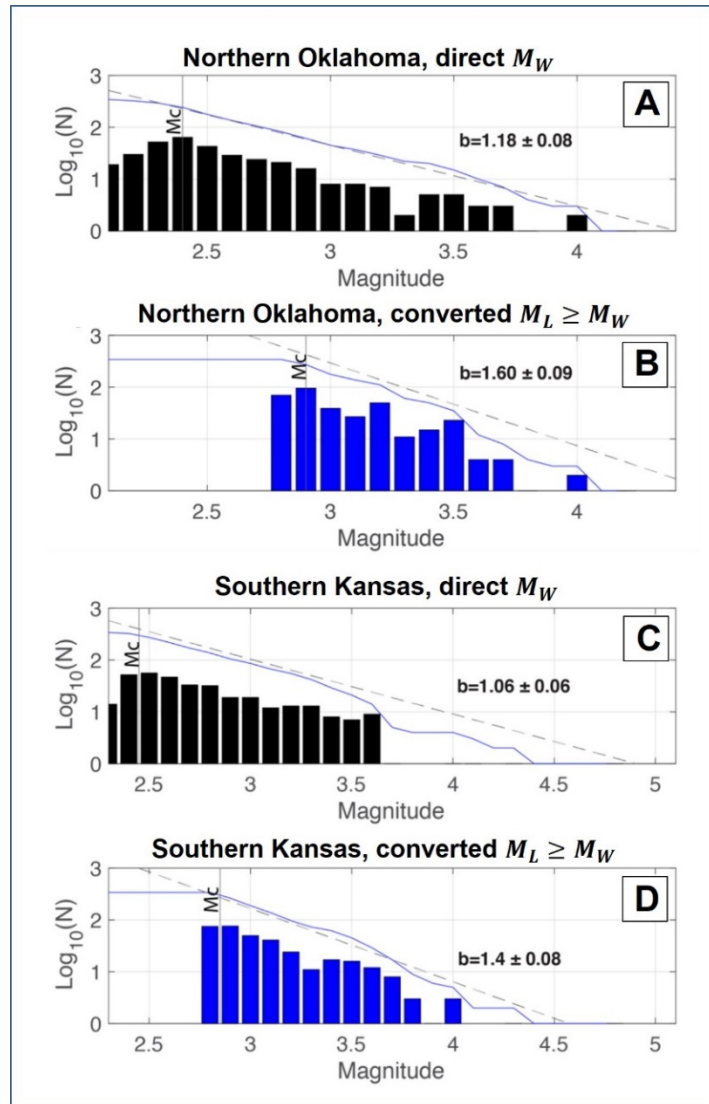 Northern Oklahoma, direct M_W
A
3
2
1
0
Log₁₀(N)
Mc
b=1.18 ± 0.08
2.5 3 3.5 4
Magnitude
Northern Oklahoma, converted M_L ≥ M_W
B
3
2
1
0
Log₁₀(N)
Mc
b=1.60 ± 0.09
2.5 3 3.5 4
Magnitude
Southern Kansas, direct M_W
C
3
2
1
0
Log₁₀(N)
Mc
b=1.06 ± 0.06
2.5 3 3.5 4 4.5 5
Magnitude
Southern Kansas, converted M_L ≥ M_W
D
3
2
1
0
Log₁₀(N)
Mc
b=1.4 ± 0.08
2.5 3 3.5 4 4.5 5
Magnitude